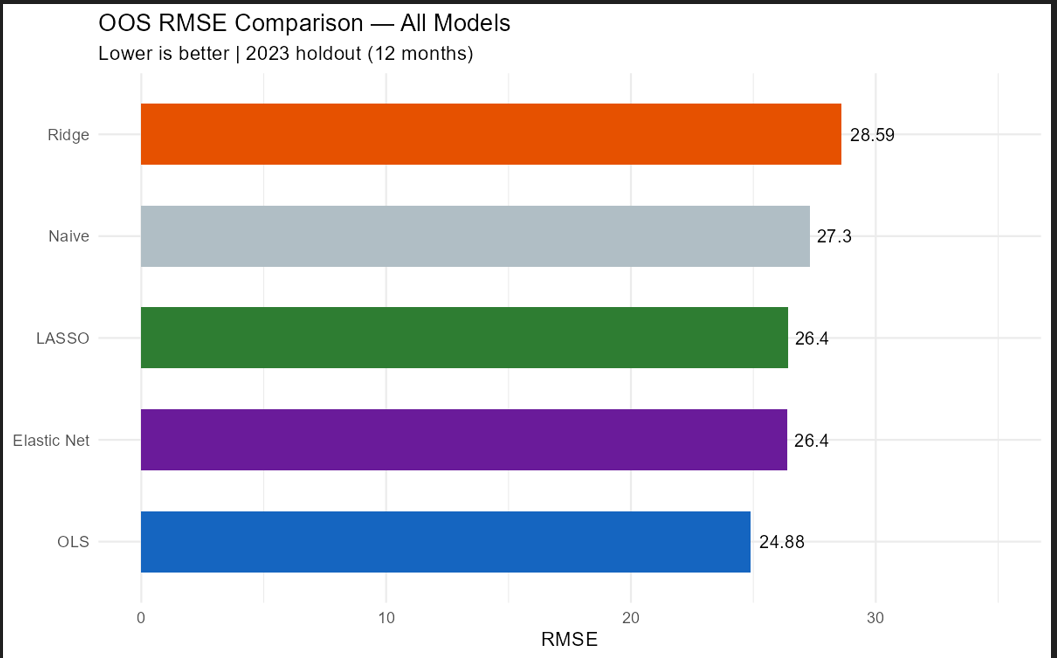 OOS RMSE Comparison — All Models
Lower is better | 2023 holdout (12 months)
Ridge 28.59
Naive 27.3
LASSO 26.4
Elastic Net 26.4
OLS 24.88
0 10 20 30
RMSE